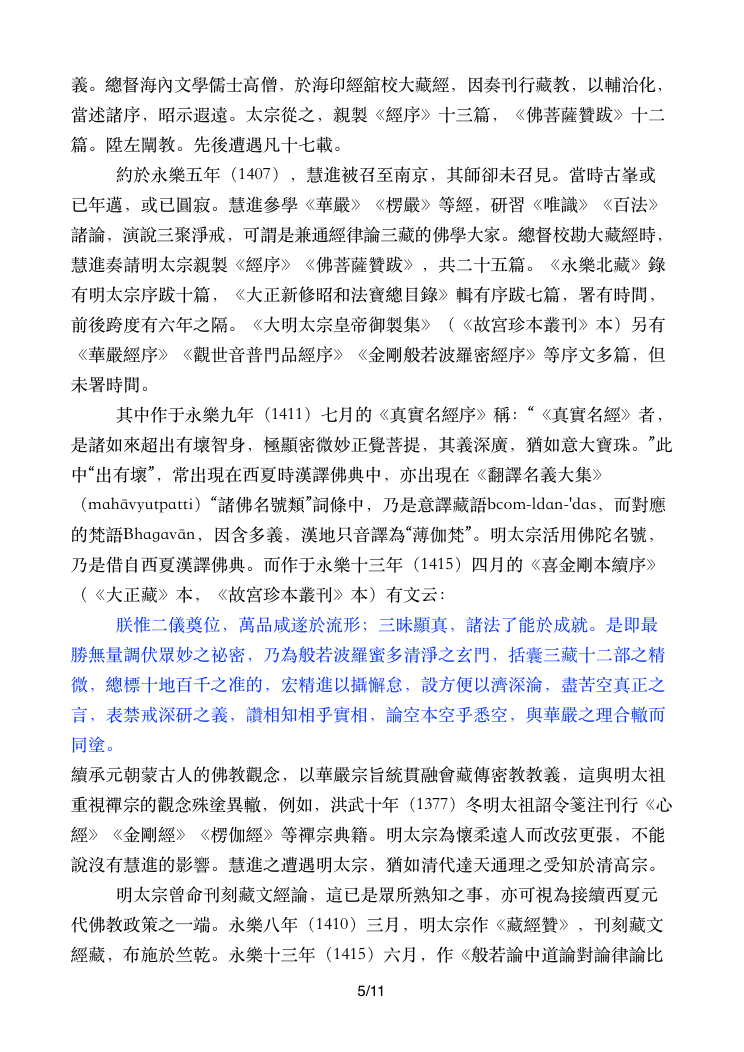 義。總督海內文學儒士高僧，於海印經舘校大藏經，因奏刊行藏教，以輔治化，
當述諸序，昭示遐遠。太宗從之，親製《經序》十三篇，《佛菩薩贊跋》十二
篇。陞左闡教。先後遭遇凡十七載。
約於永樂五年（1407），慧進被召至南京，其師卻未召見。當時古峯或
已年邁，或已圓寂。慧進參學《華嚴》《楞嚴》等經，研習《唯識》《百法》
諸論，演說三聚淨戒，可謂是兼通經律論三藏的佛學大家。總督校勘大藏經時，
慧進奏請明太宗親製《經序》《佛菩薩贊跋》，共二十五篇。《永樂北藏》錄
有明太宗序跋十篇，《大正新修昭和法寶總目錄》輯有序跋七篇，署有時間，
前後跨度有六年之隔。《大明太宗皇帝御製集》（《故宮珍本叢刊》本）另有
《華嚴經序》《觀世音普門品經序》《金剛般若波羅密經序》等序文多篇，但
未署時間。
其中作于永樂九年（1411）七月的《真實名經序》稱：“《真實名經》者，
是諸如來超出有壞智身，極顯密微妙正覺菩提，其義深廣，猶如意大寶珠。”此
中“出有壞”，常出現在西夏時漢譯佛典中，亦出現在《翻譯名義大集》
（mahāvyutpatti）“諸佛名號類”詞條中，乃是意譯藏語bcom-ldan-'das，而對應
的梵語Bhagavān，因含多義，漢地只音譯為“薄伽梵”。明太宗活用佛陀名號，
乃是借自西夏漢譯佛典。而作于永樂十三年（1415）四月的《喜金剛本續序》
（《大正藏》本，《故宮珍本叢刊》本）有文云：
朕惟二儀奠位，萬品咸遂於流形；三昧顯真，諸法了能於成就。是即最
勝無量調伏眾妙之祕密，乃為般若波羅蜜多清淨之玄門，括囊三藏十二部之精
微，總標十地百千之准的，宏精進以攝懈怠，設方便以濟深淪，盡苦空真正之
言，表禁戒深研之義，讚相知相乎實相，論空本空乎悉空，與華嚴之理合轍而
同塗。
續承元朝蒙古人的佛教觀念，以華嚴宗旨統貫融會藏傳密教教義，這與明太祖
重視禪宗的觀念殊塗異轍，例如，洪武十年（1377）冬明太祖詔令箋注刊行《心
經》《金剛經》《楞伽經》等禪宗典籍。明太宗為懷柔遠人而改弦更張，不能
說沒有慧進的影響。慧進之遭遇明太宗，猶如清代達天通理之受知於清高宗。
明太宗曾命刊刻藏文經論，這已是眾所熟知之事，亦可視為接續西夏元
代佛教政策之一端。永樂八年（1410）三月，明太宗作《藏經贊》，刊刻藏文
經藏，布施於竺乾。永樂十三年（1415）六月，作《般若論中道論對論律論比
5/11